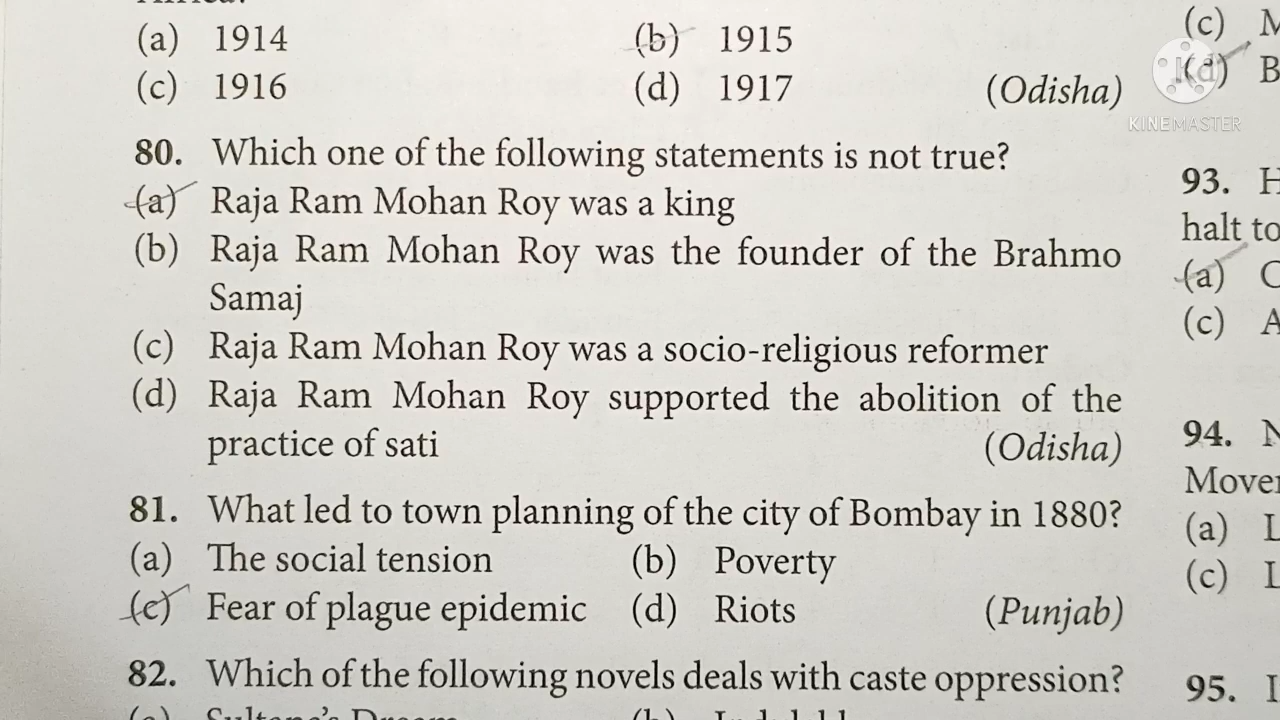 (a) 1914 (b) 1915
(c) 1916 (d) 1917 (Odisha)
80. Which one of the following statements is not true?
(a) Raja Ram Mohan Roy was a king
(b) Raja Ram Mohan Roy was the founder of the Brahmo
Samaj
(c) Raja Ram Mohan Roy was a socio-religious reformer
(d) Raja Ram Mohan Roy supported the abolition of the
practice of sati (Odisha)
81. What led to town planning of the city of Bombay in 1880?
(a) The social tension (b) Poverty
(c) Fear of plague epidemic (d) Riots (Punjab)
82. Which of the following novels deals with caste oppression?
(c)
(d) B
KINEMASTER
93. H
halt to
(a) C
(c) A
94.
(a) L
(c)
95. I